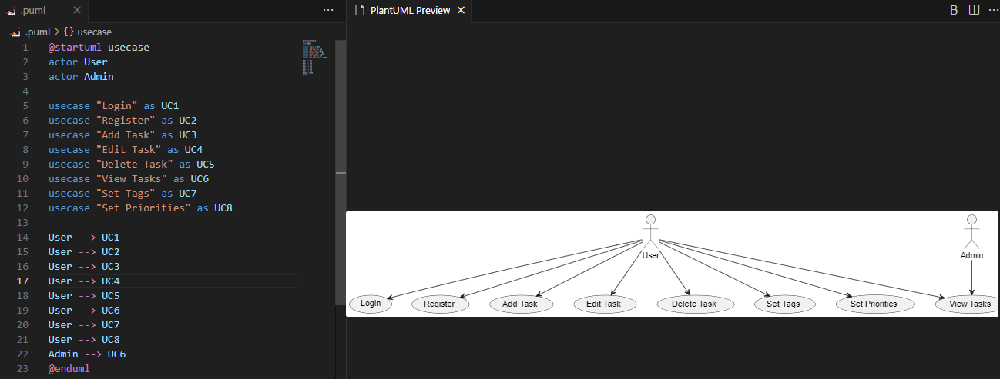 .puml
PlantUML Preview
B
.puml > {} usecase
1 @startuml usecase
2 actor User
3 actor Admin
4
5 usecase "Login" as UC1
6 usecase "Register" as UC2
7 usecase "Add Task" as UC3
8 usecase "Edit Task" as UC4
9 usecase "Delete Task" as UC5
10 usecase "View Tasks" as UC6
11 usecase "Set Tags" as UC7
12 usecase "Set Priorities" as UC8
13
14 User --> UC1
15 User --> UC2
16 User --> UC3
17 User --> UC4
18 User --> UC5
19 User --> UC6
20 User --> UC7
21 User --> UC8
22 Admin --> UC6
23 @enduml
User
Admin
Login
Register
Add Task
Edit Task
Delete Task
Set Tags
Set Priorities
View Tasks